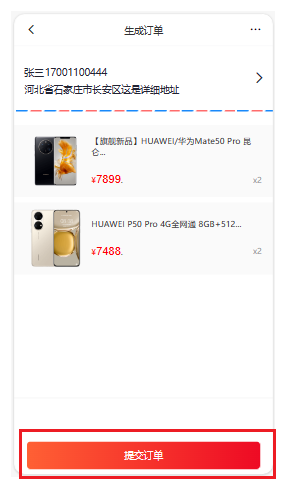 生成订单
张三17001100444
河北省石家庄市长安区这是详细地址
【旗舰新品】HUAWEI/华为Mate50 Pro 昆
仑...
¥7899.
x2
HUAWEI P50 Pro 4G全网通 8GB+512...
¥7488.
x2
提交订单